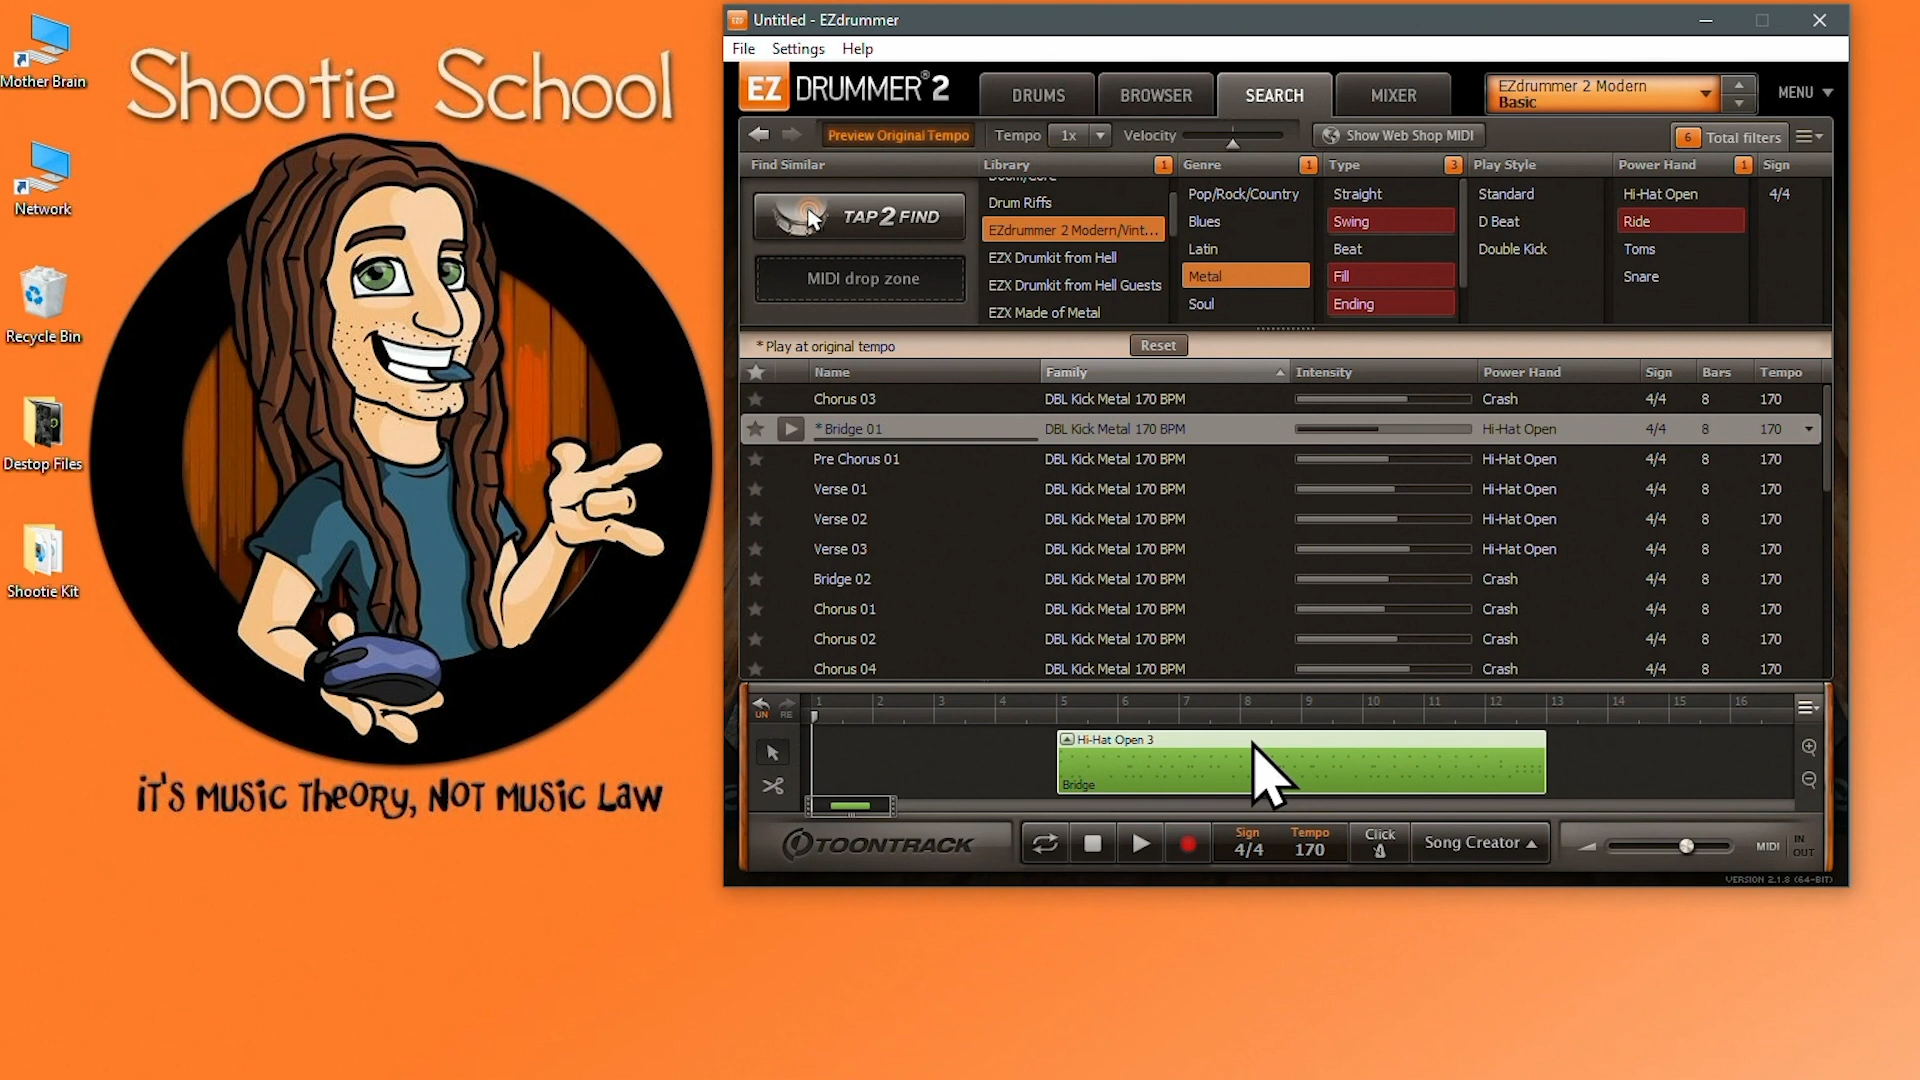 Mother Brain
Network
Recycle Bin
Destop Files
Shootie Kit
Shootie School
it's music theory, not music law
EZD
Untitled - EZdrummer
File Settings Help
EZ DRUMMER® 2
DRUMS BROWSER SEARCH MIXER
EZdrummer 2 Modern
Basic
MENU
Preview Original Tempo Tempo 1x Velocity Show Web Shop MIDI 6 Total filters
Find Similar Library 1 Genre 1 Type 3 Play Style Power Hand 1 Sign
TAP2FIND
MIDI drop zone
Doom/Core
Drum Riffs
EZdrummer 2 Modern/Vint...
EZX Drumkit from Hell
EZX Drumkit from Hell Guests
EZX Made of Metal
Pop/Rock/Country
Blues
Latin
Metal
Soul
Straight
Swing
Beat
Fill
Ending
Standard
D Beat
Double Kick
Hi-Hat Open
Ride
Toms
Snare
4/4
* Play at original tempo Reset
Name Family Intensity Power Hand Sign Bars Tempo
Chorus 03 DBL Kick Metal 170 BPM Crash 4/4 8 170
* Bridge 01 DBL Kick Metal 170 BPM Hi-Hat Open 4/4 8 170
Pre Chorus 01 DBL Kick Metal 170 BPM Hi-Hat Open 4/4 8 170
Verse 01 DBL Kick Metal 170 BPM Hi-Hat Open 4/4 8 170
Verse 02 DBL Kick Metal 170 BPM Hi-Hat Open 4/4 8 170
Verse 03 DBL Kick Metal 170 BPM Hi-Hat Open 4/4 8 170
Bridge 02 DBL Kick Metal 170 BPM Crash 4/4 8 170
Chorus 01 DBL Kick Metal 170 BPM Crash 4/4 8 170
Chorus 02 DBL Kick Metal 170 BPM Crash 4/4 8 170
Chorus 04 DBL Kick Metal 170 BPM Crash 4/4 8 170
UN RE
1 2 3 4 5 6 7 8 9 10 11 12 13 14 15 16
Hi-Hat Open 3
Bridge
TOONTRACK
Sign 4/4
Tempo 170
Click
Song Creator
MIDI IN OUT
VERSION 2.1.8 (64-BIT)